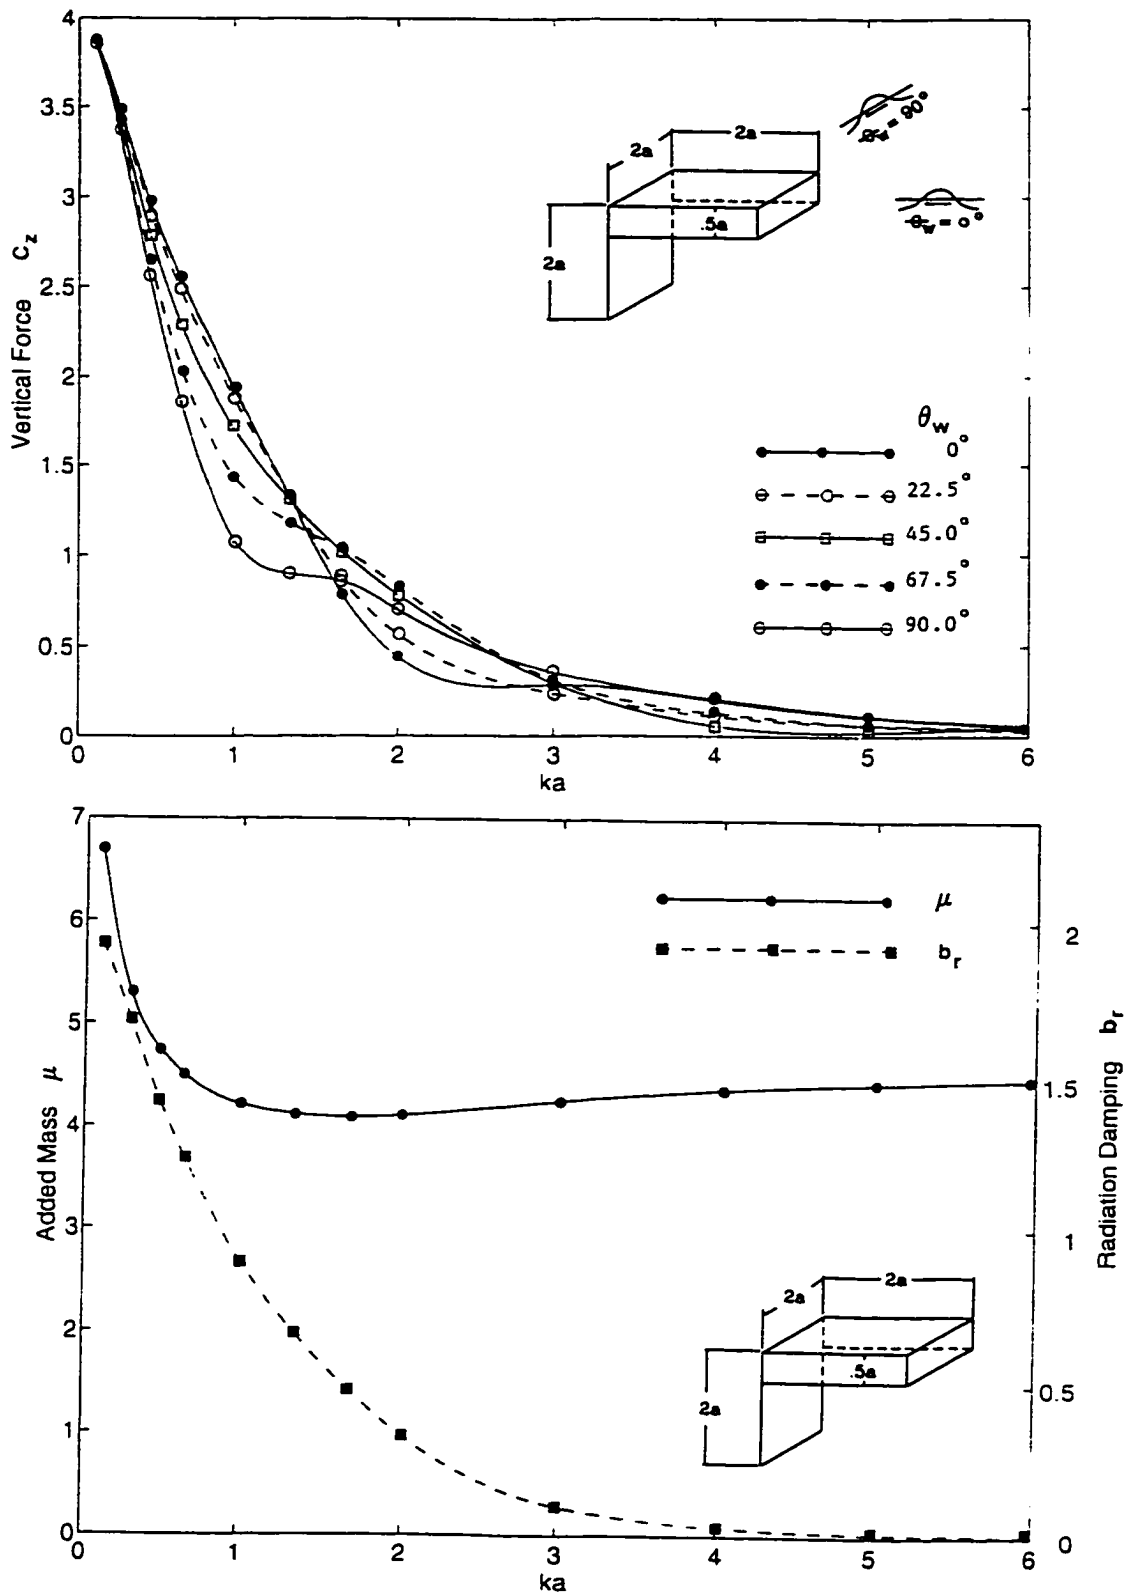 4
3.5
3
2.5
2
1.5
1
0.5
0
Vertical Force C_z
0 1 2 3 4 5 6
ka
2a
2a
.5a
2a
θ_w = 90°
θ_w = 0°
θ_w
0°
22.5°
45.0°
67.5°
90.0°
7
6
5
4
3
2
1
0
Added Mass μ
μ
b_r
2
1.5
1
0.5
0
Radiation Damping b_r
2a
2a
.5a
2a
0 1 2 3 4 5 6
ka